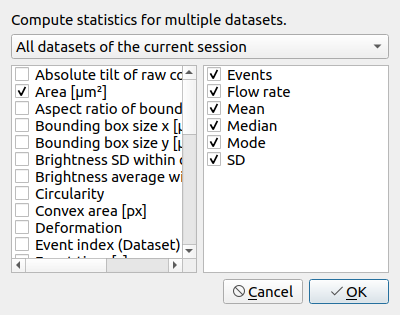 Compute statistics for multiple datasets.
All datasets of the current session
Absolute tilt of raw co
Area [µm²]
Aspect ratio of bound
Bounding box size x [µ
Bounding box size y [µ
Brightness SD within
Brightness average wi
Circularity
Convex area [px]
Deformation
Event index (Dataset)
Events
Flow rate
Mean
Median
Mode
SD
Cancel
OK